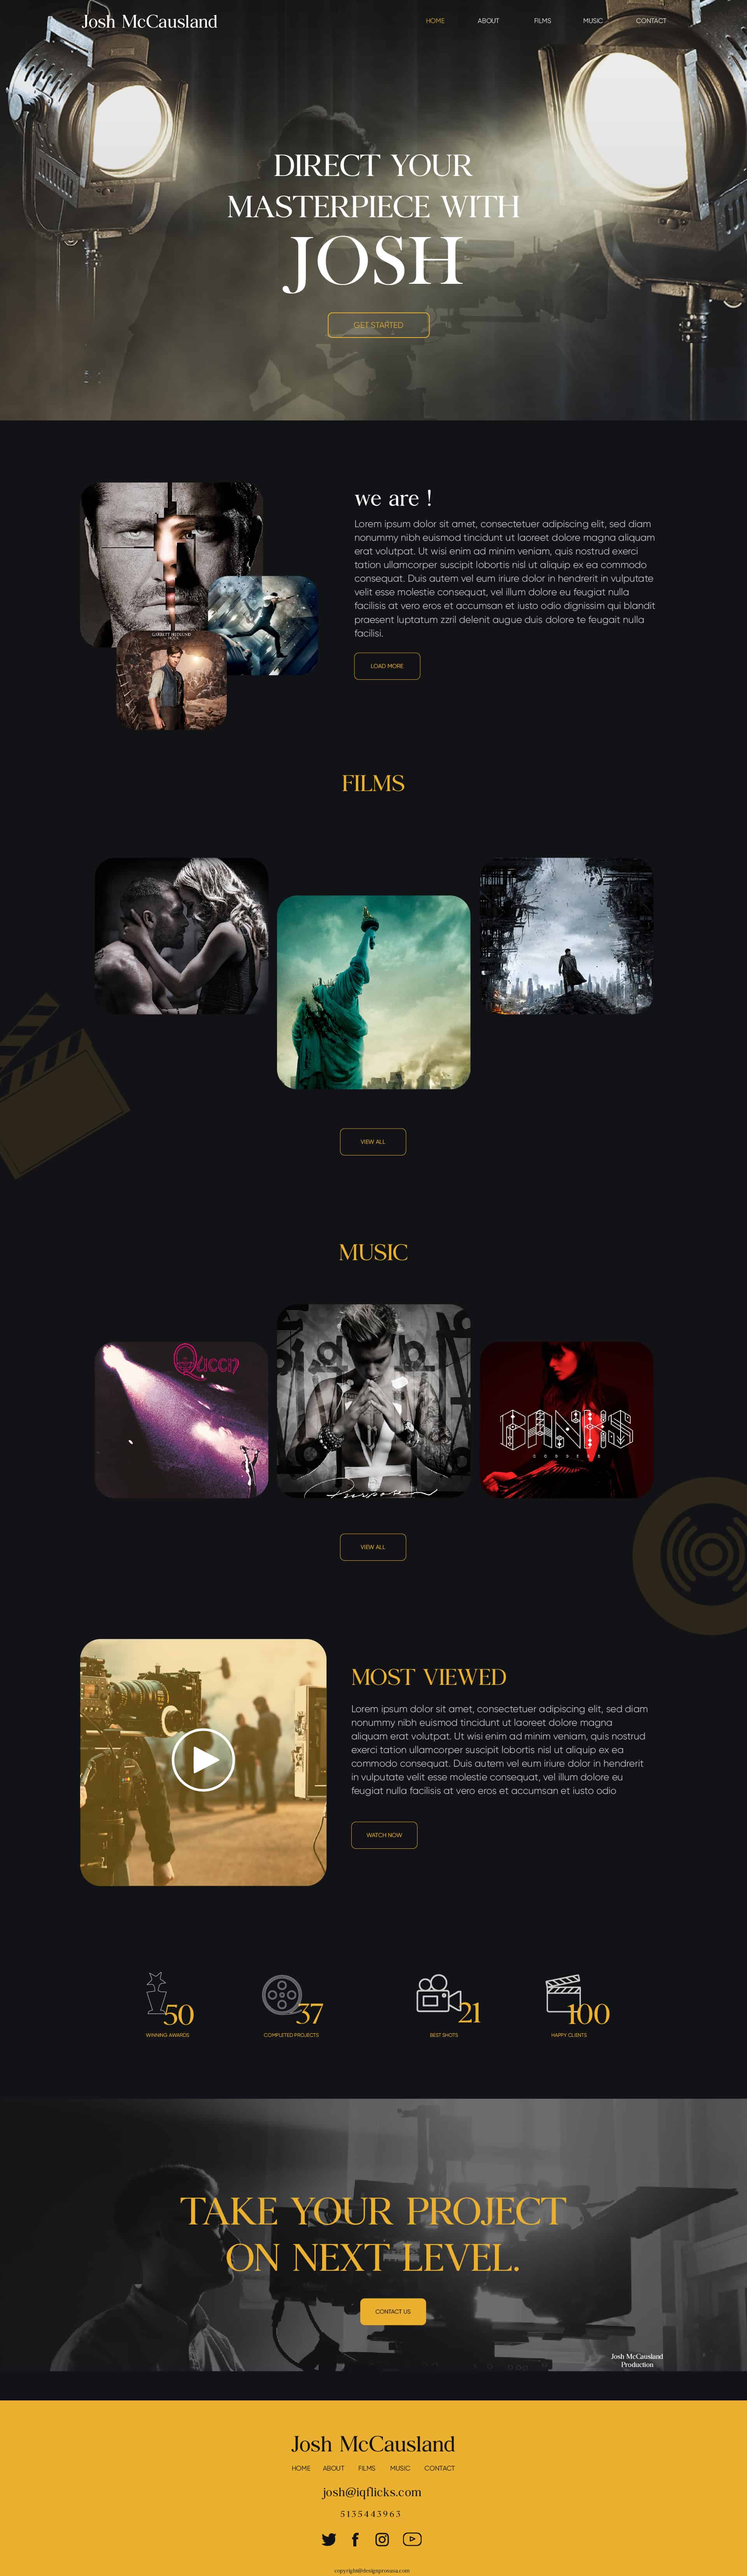 Josh McCausland
HOME ABOUT FILMS MUSIC CONTACT
DIRECT YOUR
MASTERPIECE WITH
JOSH
GET STARTED
we are !
Lorem ipsum dolor sit amet, consectetuer adipiscing elit, sed diam
nonummy nibh euismod tincidunt ut laoreet dolore magna aliquam
erat volutpat. Ut wisi enim ad minim veniam, quis nostrud exerci
tation ullamcorper suscipit lobortis nisl ut aliquip ex ea commodo
consequat. Duis autem vel eum iriure dolor in hendrerit in vulputate
velit esse molestie consequat, vel illum dolore eu feugiat nulla
facilisis at vero eros et accumsan et iusto odio dignissim qui blandit
praesent luptatum zzril delenit augue duis dolore te feugait nulla
facilisi.
LOAD MORE
FILMS
VIEW ALL
MUSIC
Queen
Purpose
BANKS
VIEW ALL
MOST VIEWED
Lorem ipsum dolor sit amet, consectetuer adipiscing elit, sed diam
nonummy nibh euismod tincidunt ut laoreet dolore magna
aliquam erat volutpat. Ut wisi enim ad minim veniam, quis nostrud
exerci tation ullamcorper suscipit lobortis nisl ut aliquip ex ea
commodo consequat. Duis autem vel eum iriure dolor in hendrerit
in vulputate velit esse molestie consequat, vel illum dolore eu
feugiat nulla facilisis at vero eros et accumsan et iusto odio
WATCH NOW
50 37 21 100
WINNING AWARDS COMPLETED PROJECTS BEST SHOTS HAPPY CLIENTS
TAKE YOUR PROJECT
ON NEXT LEVEL.
CONTACT US
Josh McCausland
Production
Josh McCausland
HOME ABOUT FILMS MUSIC CONTACT
josh@iqflicks.com
5135443963
copyright@designprousa.com